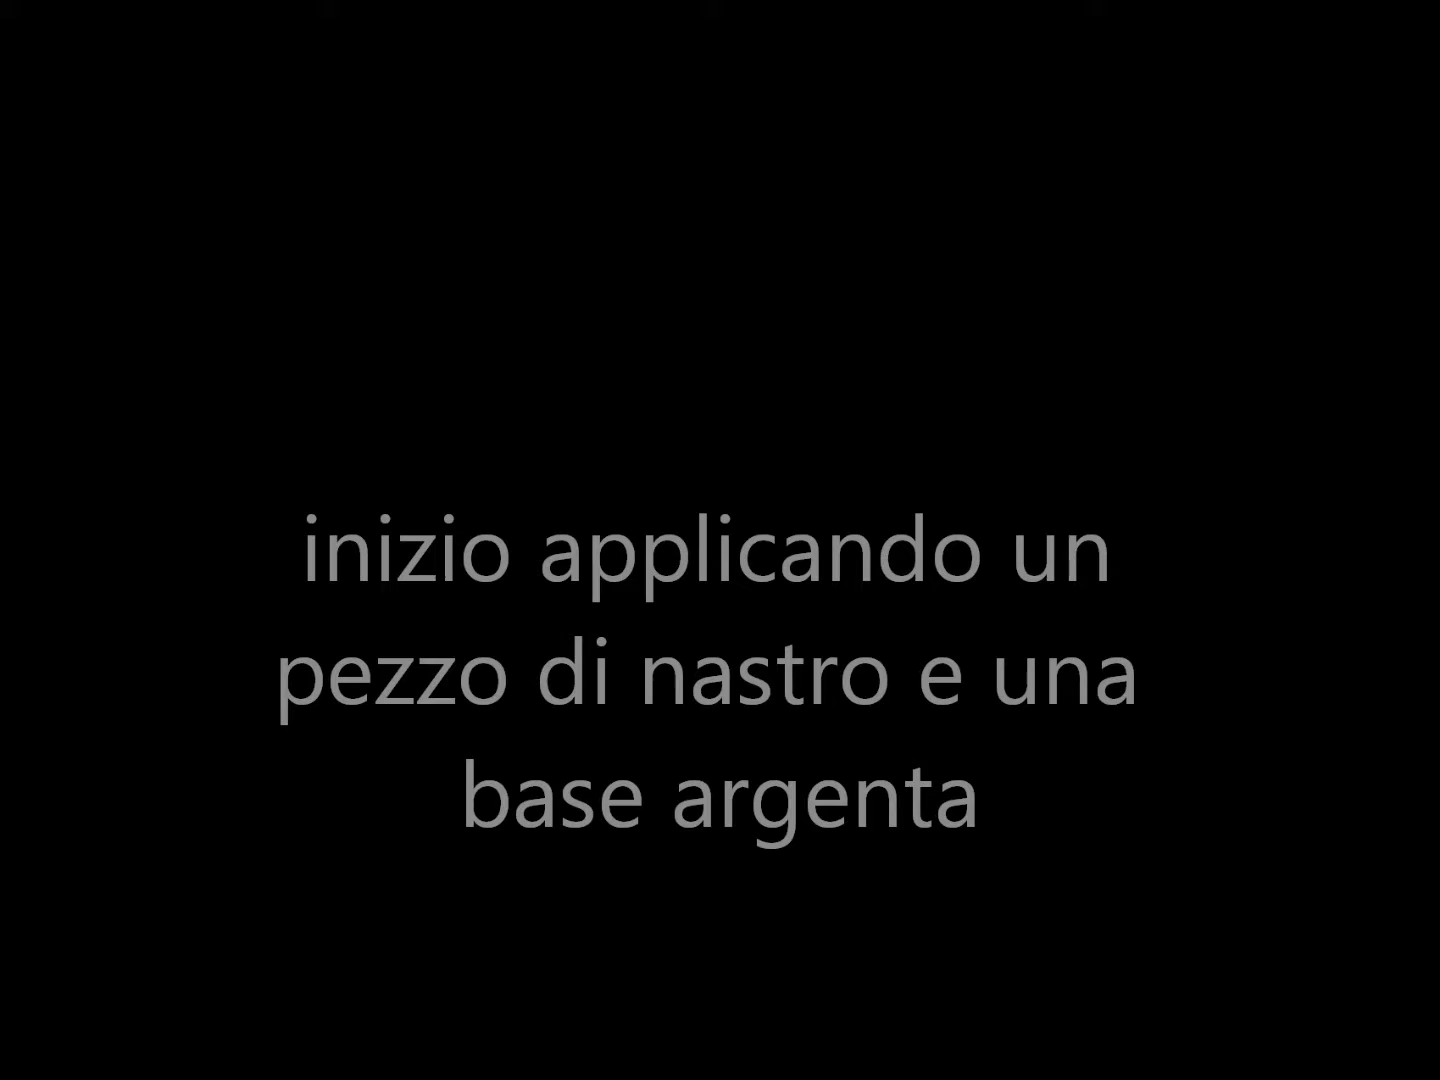 inizio applicando un
pezzo di nastro e una
base argenta